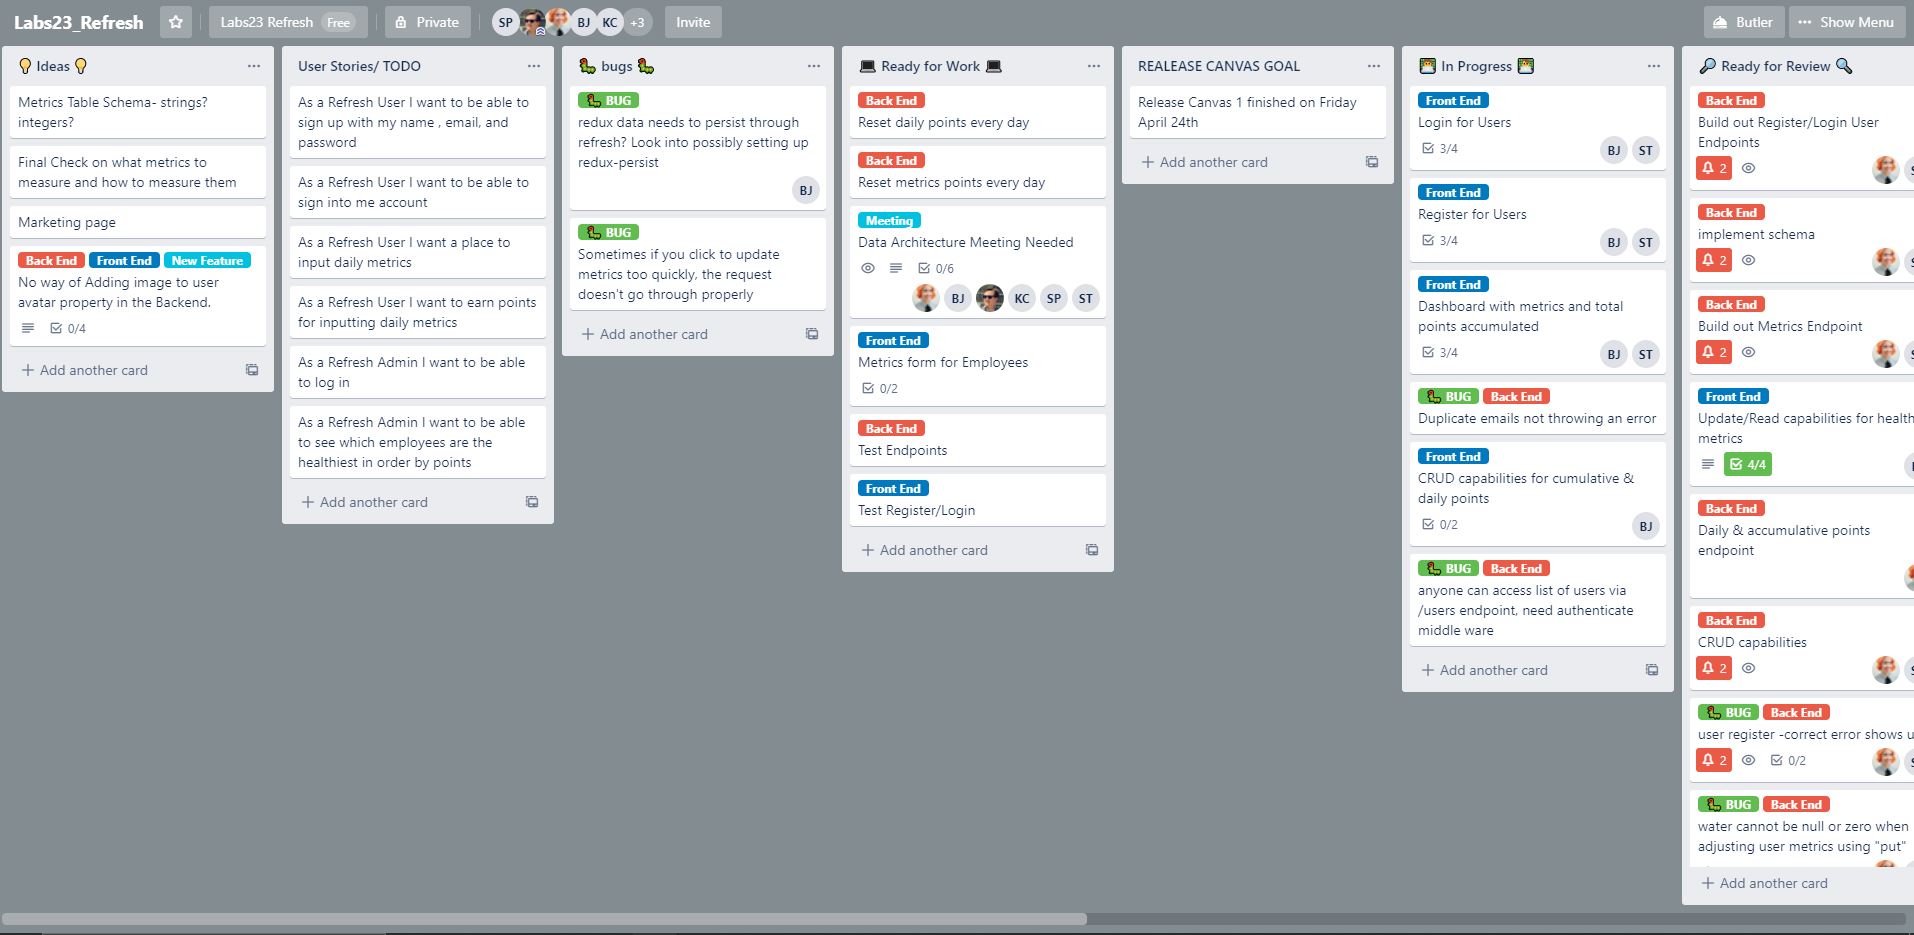 Labs23_Refresh
Labs23 Refresh Free
Private
SP
BJ
KC
+3
Invite
Butler
Show Menu
Ideas
Metrics Table Schema- strings?
integers?
Final Check on what metrics to
measure and how to measure them
Marketing page
Back End Front End New Feature
No way of Adding image to user
avatar property in the Backend.
0/4
+ Add another card
User Stories/ TODO
As a Refresh User I want to be able to
sign up with my name , email, and
password
As a Refresh User I want to be able to
sign into me account
As a Refresh User I want a place to
input daily metrics
As a Refresh User I want to earn points
for inputting daily metrics
As a Refresh Admin I want to be able
to log in
As a Refresh Admin I want to be able
to see which employees are the
healthiest in order by points
+ Add another card
bugs
BUG
redux data needs to persist through
refresh? Look into possibly setting up
redux-persist
BJ
BUG
Sometimes if you click to update
metrics too quickly, the request
doesn't go through properly
+ Add another card
Ready for Work
Back End
Reset daily points every day
Back End
Reset metrics points every day
Meeting
Data Architecture Meeting Needed
0/6
BJ KC SP ST
Front End
Metrics form for Employees
0/2
Back End
Test Endpoints
Front End
Test Register/Login
+ Add another card
REALEASE CANVAS GOAL
Release Canvas 1 finished on Friday
April 24th
+ Add another card
In Progress
Front End
Login for Users
3/4
BJ ST
Front End
Register for Users
3/4
BJ ST
Front End
Dashboard with metrics and total
points accumulated
3/4
BJ ST
BUG Back End
Duplicate emails not throwing an error
Front End
CRUD capabilities for cumulative &
daily points
0/2
BJ
BUG Back End
anyone can access list of users via
/users endpoint, need authenticate
middle ware
+ Add another card
Ready for Review
Back End
Build out Register/Login User
Endpoints
2
Back End
implement schema
2
Back End
Build out Metrics Endpoint
2
Front End
Update/Read capabilities for health
metrics
4/4
Back End
Daily & accumulative points
endpoint
Back End
CRUD capabilities
2
BUG Back End
user register -correct error shows u
2 0/2
BUG Back End
water cannot be null or zero when
adjusting user metrics using "put"
+ Add another card